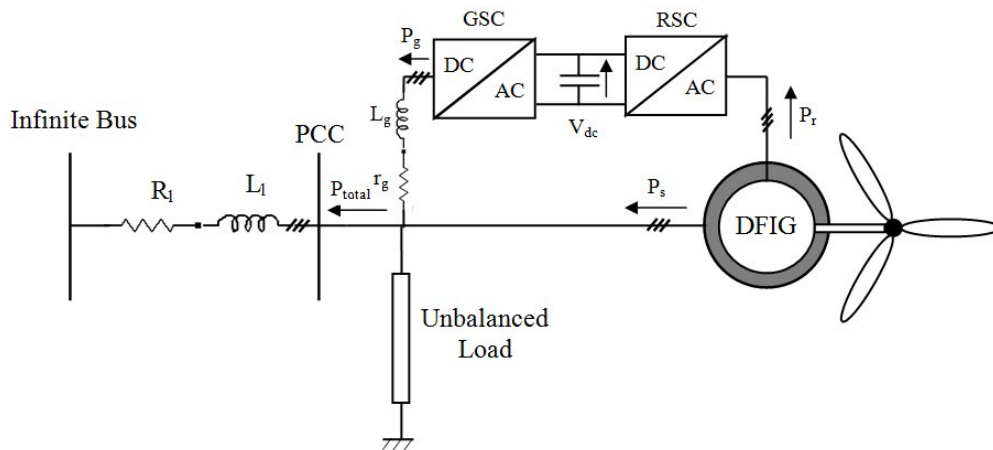 GSC
RSC
P_g
DC
AC
DC
AC
L_g
V_dc
P_r
Infinite Bus
PCC
R_l
L_l
P_total
r_g
P_s
DFIG
Unbalanced
Load